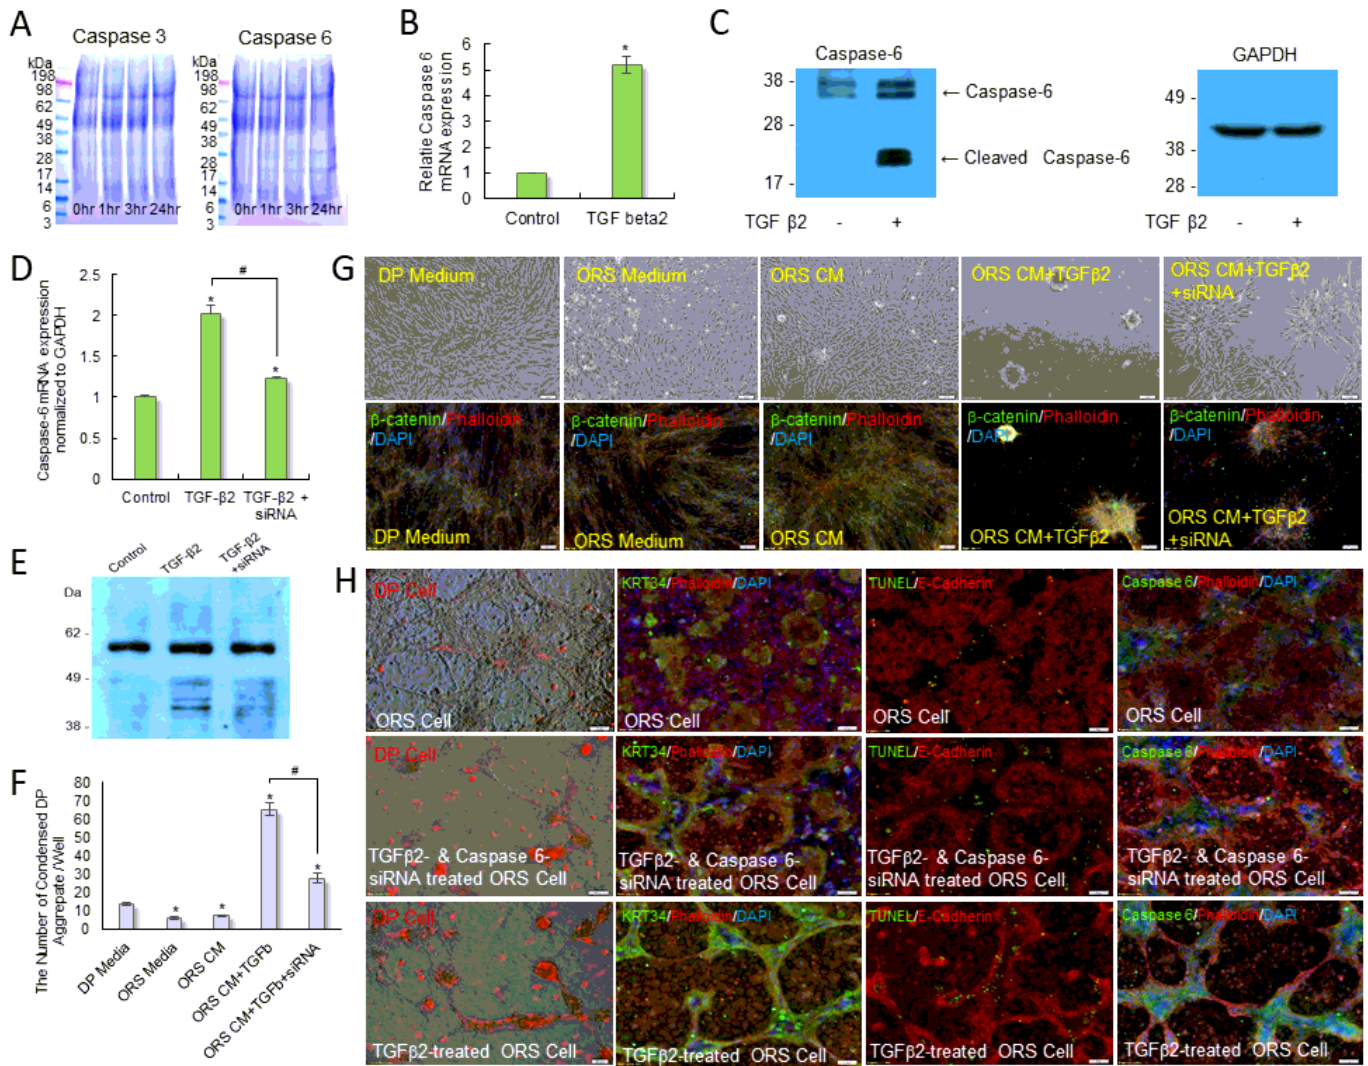 A
Caspase 3
Caspase 6
kDa
198
98
62
49
38
28
17
14
6
3
0hr 1hr 3hr 24hr
kDa
198
98
62
49
38
28
17
14
6
3
0hr 1hr 3hr 24hr
B
Relatie Caspase 6
mRNA expression
6
5
4
3
2
1
0
*
Control
TGF beta2
C
Caspase-6
38 -
28 -
17 -
← Caspase-6
← Cleaved Caspase-6
TGF β2 - +
GAPDH
49 -
38 -
28 -
TGF β2 - +
D
Caspase-6 mRNA expression
normalized to GAPDH
2.5
2
1.5
1
0.5
0
*
#
*
Control
TGF-β2
TGF-β2 +
siRNA
E
Control
TGF-β2
TGF-β2
+siRNA
Da
62 -
49 -
38 -
F
The Number of Condensed DP
Aggrepate /Well
80
70
60
50
40
30
20
10
0
*
*
*
#
*
DP Media
ORS Media
ORS CM
ORS CM+TGFb
ORS CM+TGFb+siRNA
G
DP Medium
ORS Medium
ORS CM
ORS CM+TGFβ2
ORS CM+TGFβ2
+siRNA
β-catenin/Phalloidin
/DAPI
DP Medium
β-catenin/Phalloidin
/DAPI
ORS Medium
β-catenin/Phalloidin
/DAPI
ORS CM
β-catenin/Phalloidin
/DAPI
ORS CM+TGFβ2
β-catenin/Phalloidin
/DAPI
ORS CM+TGFβ2
+siRNA
H
DP Cell
ORS Cell
KRT34/Phalloidin/DAPI
ORS Cell
TUNEL/E-Cadherin
ORS Cell
Caspase 6/Phalloidin/DAPI
ORS Cell
DP Cell
TGFβ2- & Caspase 6-
siRNA treated ORS Cell
KRT34/Phalloidin/DAPI
TGFβ2- & Caspase 6-
siRNA treated ORS Cell
TUNEL/E-Cadherin
TGFβ2- & Caspase 6-
siRNA treated ORS Cell
Caspase 6/Phalloidin/DAPI
TGFβ2- & Caspase 6-
siRNA treated ORS Cell
DP Cell
TGFβ2-treated ORS Cell
KRT34/Phalloidin/DAPI
TGFβ2-treated ORS Cell
TUNEL/E-Cadherin
TGFβ2-treated ORS Cell
Caspase 6/Phalloidin/DAPI
TGFβ2-treated ORS Cell